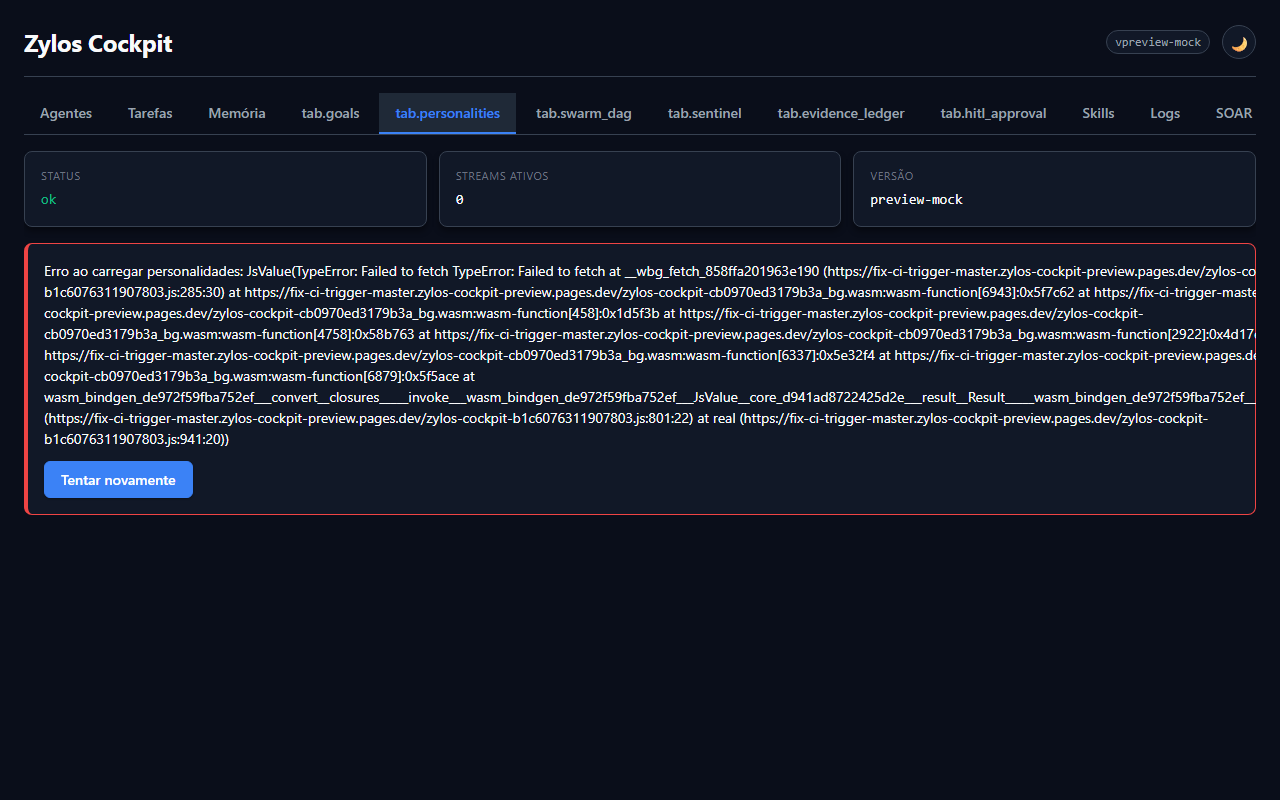 Zylos Cockpit
vpreview-mock
Agentes Tarefas Memória tab.goals tab.personalities tab.swarm_dag tab.sentinel tab.evidence_ledger tab.hitl_approval Skills Logs SOAR
STATUS
ok
STREAMS ATIVOS
0
VERSÃO
preview-mock
Erro ao carregar personalidades: JsValue(TypeError: Failed to fetch TypeError: Failed to fetch at __wbg_fetch_858ffa201963e190 (https://fix-ci-trigger-master.zylos-cockpit-preview.pages.dev/zylos-co
b1c6076311907803.js:285:30) at https://fix-ci-trigger-master.zylos-cockpit-preview.pages.dev/zylos-cockpit-cb0970ed3179b3a_bg.wasm:wasm-function[6943]:0x5f7c62 at https://fix-ci-trigger-maste
cockpit-preview.pages.dev/zylos-cockpit-cb0970ed3179b3a_bg.wasm:wasm-function[458]:0x1d5f3b at https://fix-ci-trigger-master.zylos-cockpit-preview.pages.dev/zylos-cockpit-
cb0970ed3179b3a_bg.wasm:wasm-function[4758]:0x58b763 at https://fix-ci-trigger-master.zylos-cockpit-preview.pages.dev/zylos-cockpit-cb0970ed3179b3a_bg.wasm:wasm-function[2922]:0x4d17
https://fix-ci-trigger-master.zylos-cockpit-preview.pages.dev/zylos-cockpit-cb0970ed3179b3a_bg.wasm:wasm-function[6337]:0x5e32f4 at https://fix-ci-trigger-master.zylos-cockpit-preview.pages.de
cockpit-cb0970ed3179b3a_bg.wasm:wasm-function[6879]:0x5f5ace at
wasm_bindgen_de972f59fba752ef___convert__closures_____invoke___wasm_bindgen_de972f59fba752ef___JsValue__core_d941ad8722425d2e___result__Result_____wasm_bindgen_de972f59fba752ef__
(https://fix-ci-trigger-master.zylos-cockpit-preview.pages.dev/zylos-cockpit-b1c6076311907803.js:801:22) at real (https://fix-ci-trigger-master.zylos-cockpit-preview.pages.dev/zylos-cockpit-
b1c6076311907803.js:941:20))
Tentar novamente